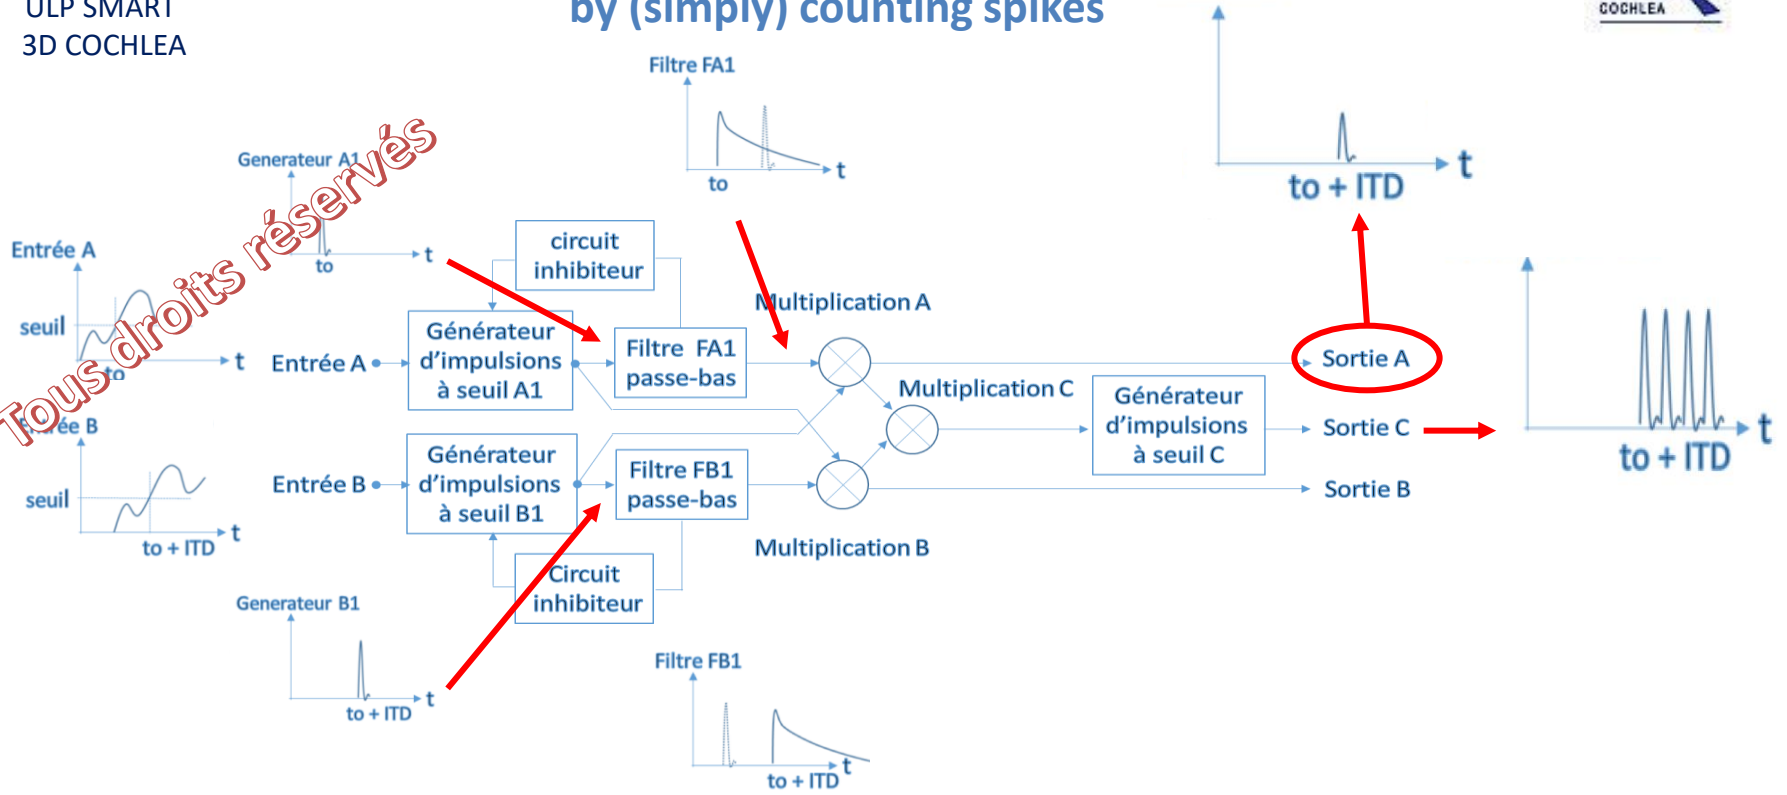 ULP SMART
3D COCHLEA
by (simply) counting spikes
COCHLEA
Filtre FA1
t
to
Generateur A1
t
to
t
to + ITD
Tous droits réservés
Entrée A
seuil
t
to
circuit
inhibiteur
Multiplication A
Entrée A
Générateur
d'impulsions
à seuil A1
Filtre FA1
passe-bas
Sortie A
Multiplication C
Générateur
d'impulsions
à seuil C
Sortie C
t
to + ITD
ée B
seuil
t
to + ITD
Entrée B
Générateur
d'impulsions
à seuil B1
Filtre FB1
passe-bas
Sortie B
Multiplication B
Circuit
inhibiteur
Generateur B1
t
to + ITD
Filtre FB1
t
to + ITD